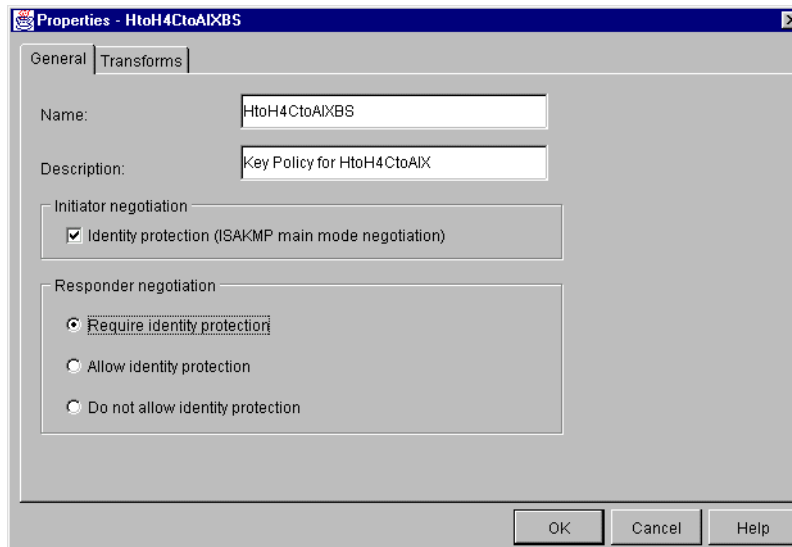 Properties - HtoH4CtoAIXBS
General
Transforms
Name:
HtoH4CtoAIXBS
Description:
Key Policy for HtoH4CtoAIX
Initiator negotiation
Identity protection (ISAKMP main mode negotiation)
Responder negotiation
Require identity protection
Allow identity protection
Do not allow identity protection
OK
Cancel
Help